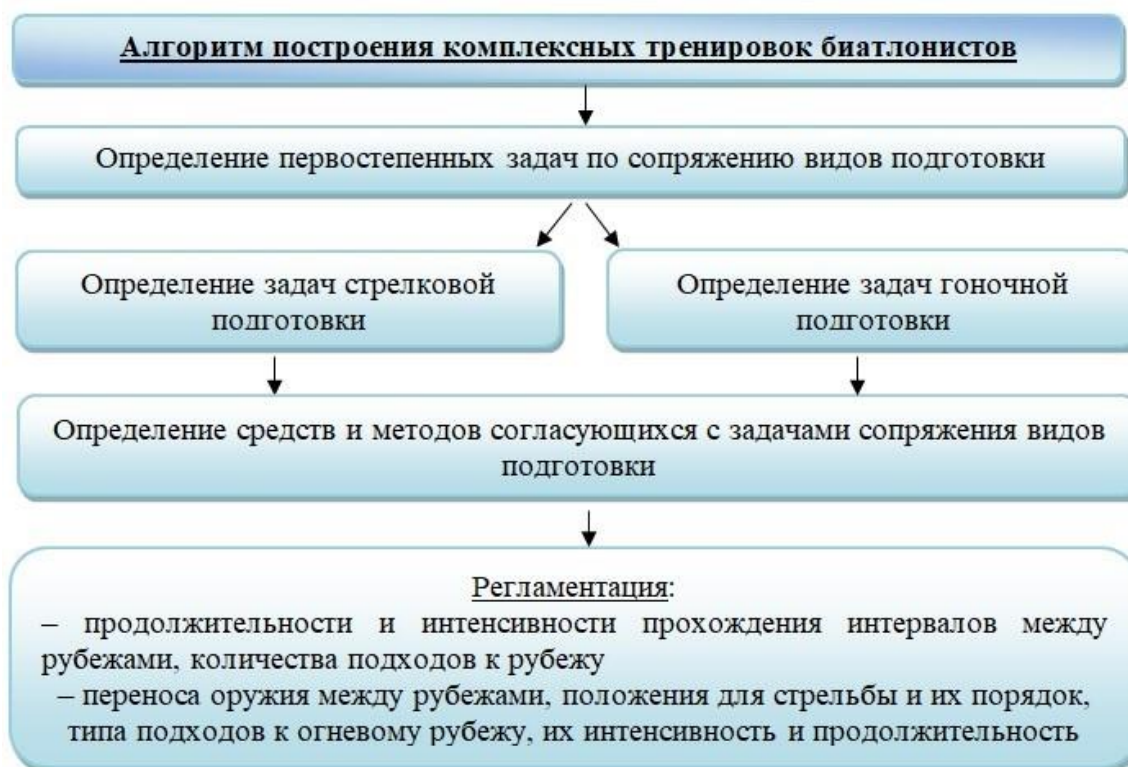 Алгоритм построения комплексных тренировок биатлонистов
Определение первостепенных задач по сопряжению видов подготовки
Определение задач стрелковой
подготовки
Определение задач гоночной
подготовки
Определение средств и методов согласующихся с задачами сопряжения видов
подготовки
Регламентация:
– продолжительности и интенсивности прохождения интервалов между
рубежами, количества подходов к рубежу
– переноса оружия между рубежами, положения для стрельбы и их порядок,
типа подходов к огневому рубежу, их интенсивность и продолжительность